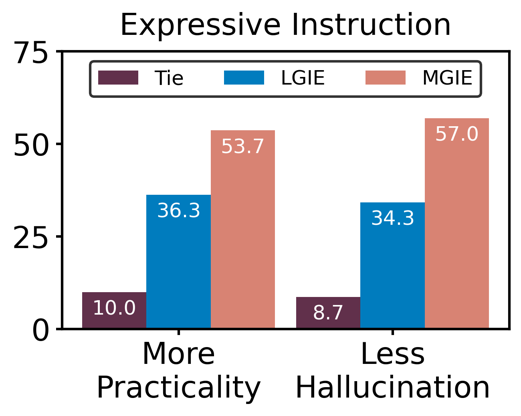 Expressive Instruction
75
50
25
0
Tie LGIE MGIE
10.0 36.3 53.7
8.7 34.3 57.0
More
Practicality
Less
Hallucination